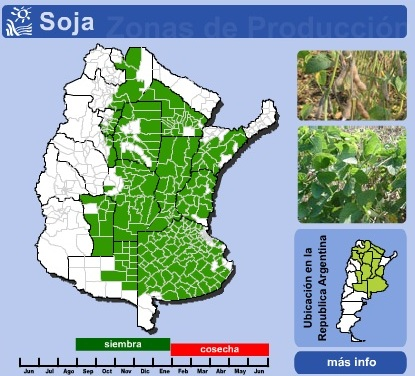 Soja
Zonas de Producción
Ubicación en la
Republica Argentina
más info
siembra
cosecha
Jun Jul Ago Sep Oct Nov Dic Ene Feb Mar Abr May Jun